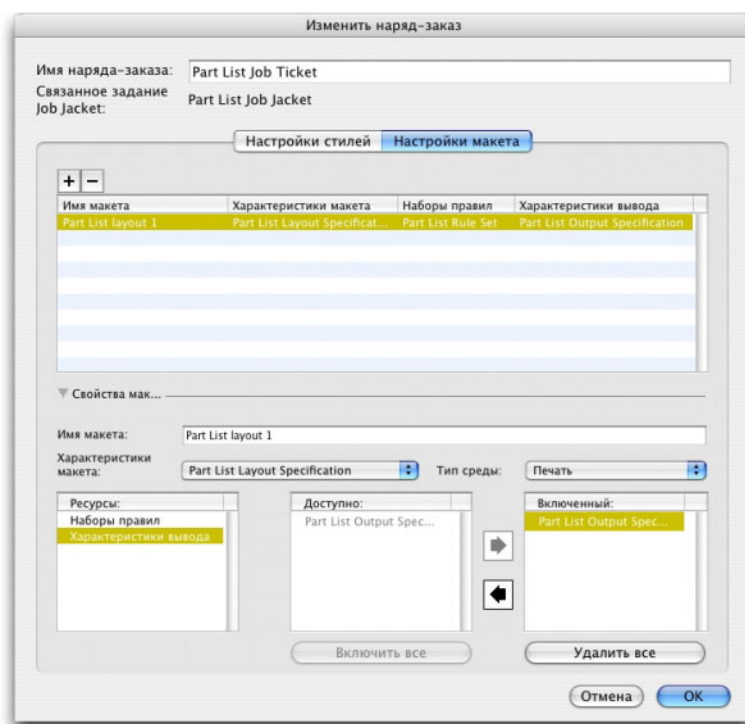 Изменить наряд-заказ
Имя наряда-заказа: Part List Job Ticket
Связанное задание
Job Jacket: Part List Job Jacket
Настройки стилей Настройки макета
+ −
Имя макета Характеристики макета Наборы правил Характеристики вывода
Part List layout 1 Part List Layout Specificat... Part List Rule Set Part List Output Specification
Свойства мак...
Имя макета: Part List layout 1
Характеристики
макета: Part List Layout Specification Тип среды: Печать
Ресурсы: Доступно: Включенный:
Наборы правил Part List Output Spec... Part List Output Spec...
Характеристики вывода
Включить все Удалить все
Отмена OK